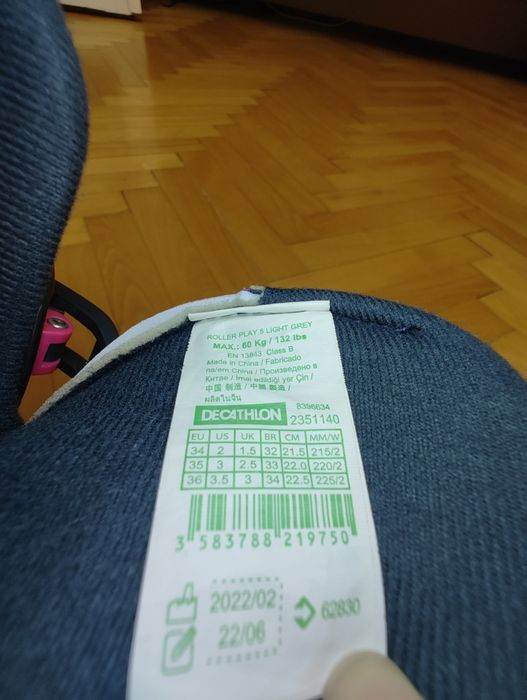 ROLLER PLAY 5 LIGHT GREY
MAX.: 60 Kg / 132 lbs
EN 13843 Class B
Made in China / Fabricado
na/em China / Произведено в
Китае / İmal edildiği yer Çin /
中国 制造 / 中國 製造 /
ผลิตในจีน
DECATHLON 8396634
2351140
EU US UK BR CM MM/W
34 2 1.5 32 21.5 215/2
35 3 2.5 33 22.0 220/2
36 3.5 3 34 22.5 225/2
3 583788 219750
2022/02
22/06
62830